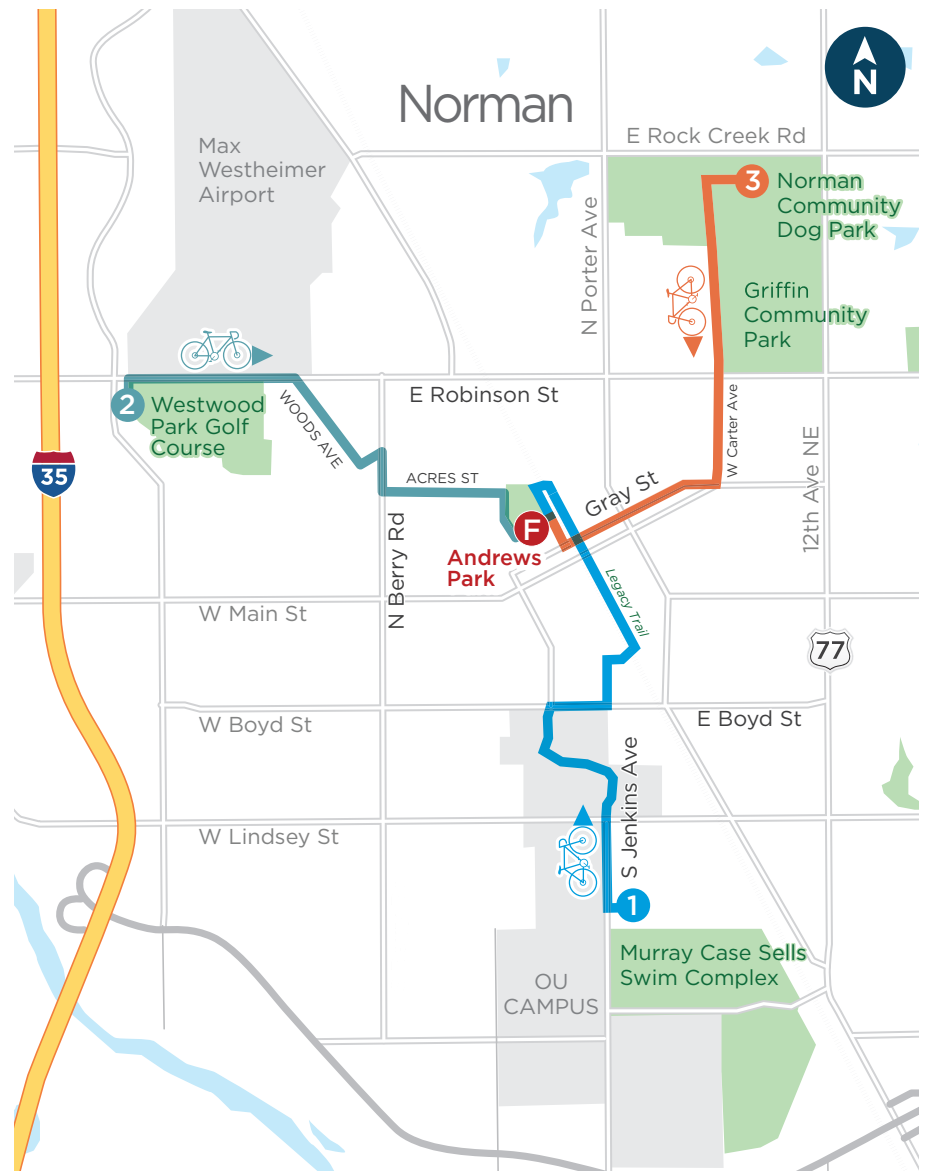 N
Norman
E Rock Creek Rd
Max
Westheimer
Airport
3
Norman
Community
Dog Park
N Porter Ave
Griffin
Community
Park
2
Westwood
Park Golf
Course
E Robinson St
WOODS AVE
W Carter Ave
35
ACRES ST
Gray St
12th Ave NE
F
Andrews
Park
N Berry Rd
Legacy Trail
W Main St
77
W Boyd St
E Boyd St
S Jenkins Ave
W Lindsey St
1
Murray Case Sells
Swim Complex
OU
CAMPUS